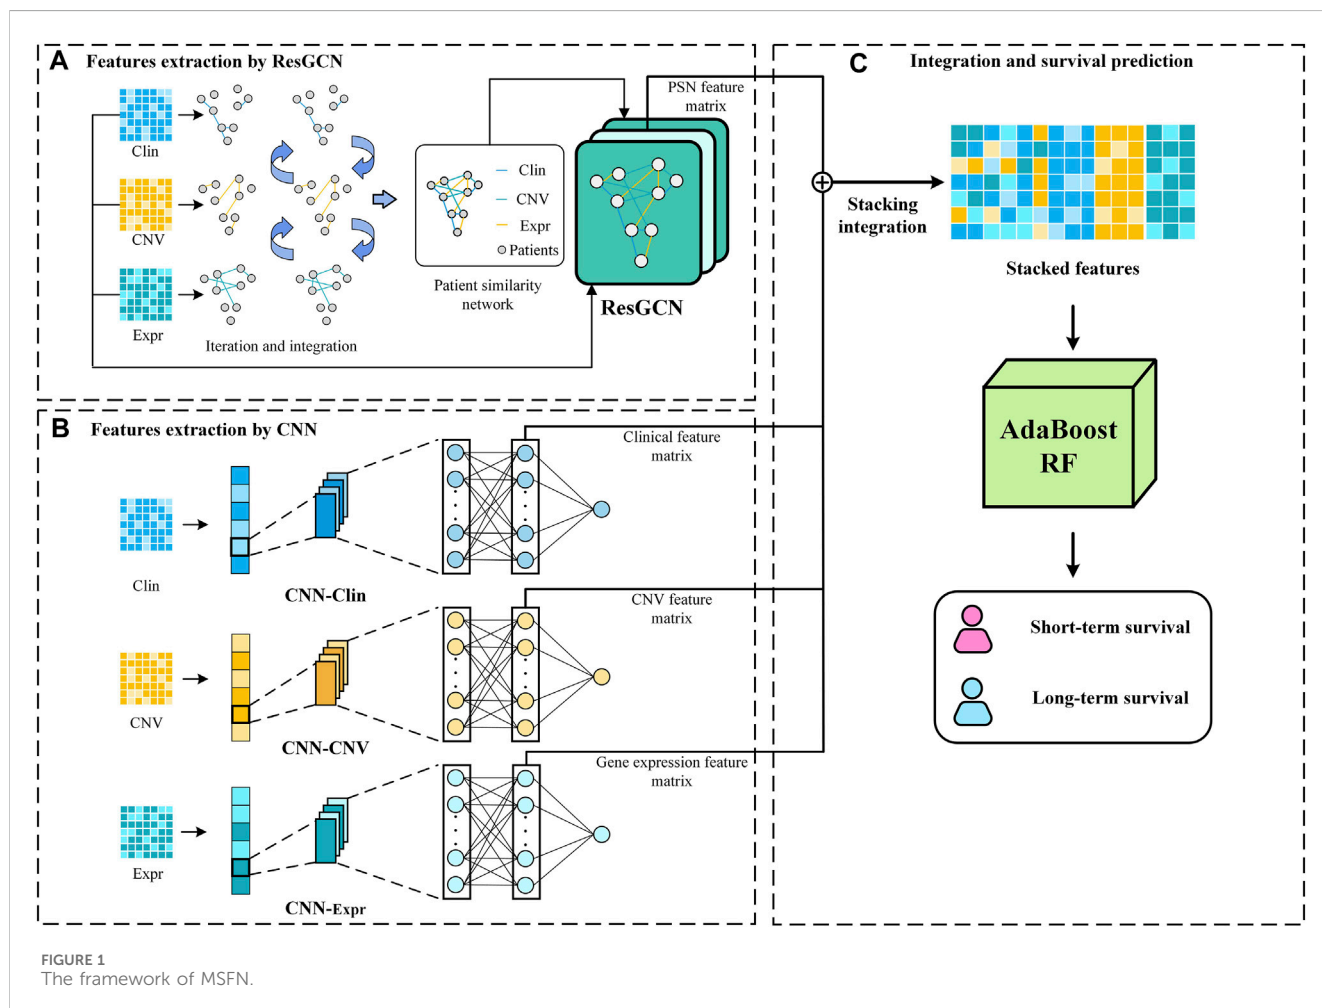 A
Features extraction by ResGCN
Clin
CNV
Expr
Iteration and integration
Clin
CNV
Expr
Patients
Patient similarity
network
PSN feature
matrix
ResGCN
B
Features extraction by CNN
Clin
CNN-Clin
Clinical feature
matrix
CNV
CNN-CNV
CNV feature
matrix
Expr
CNN-Expr
Gene expression feature
matrix
C
Integration and survival prediction
Stacking
integration
Stacked features
AdaBoost
RF
Short-term survival
Long-term survival
FIGURE 1
The framework of MSFN.